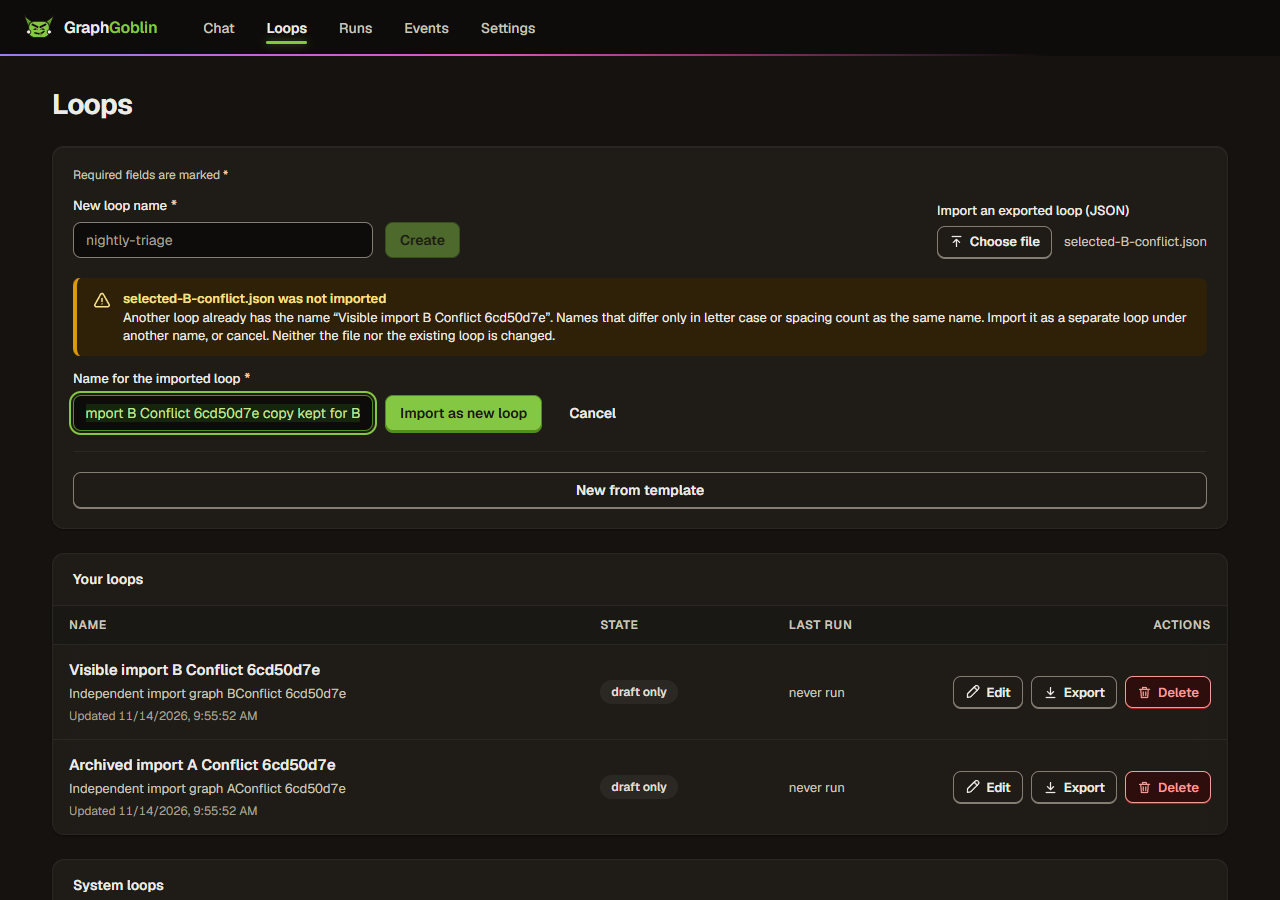 GraphGoblin
Chat
Loops
Runs
Events
Settings
Loops
Required fields are marked *
New loop name *
nightly-triage
Create
Import an exported loop (JSON)
Choose file
selected-B-conflict.json
selected-B-conflict.json was not imported
Another loop already has the name “Visible import B Conflict 6cd50d7e”. Names that differ only in letter case or spacing count as the same name. Import it as a separate loop under
another name, or cancel. Neither the file nor the existing loop is changed.
Name for the imported loop *
mport B Conflict 6cd50d7e copy kept for B
Import as new loop
Cancel
New from template
Your loops
NAME
STATE
LAST RUN
ACTIONS
Visible import B Conflict 6cd50d7e
Independent import graph BConflict 6cd50d7e
Updated 11/14/2026, 9:55:52 AM
draft only
never run
Edit
Export
Delete
Archived import A Conflict 6cd50d7e
Independent import graph AConflict 6cd50d7e
Updated 11/14/2026, 9:55:52 AM
draft only
never run
Edit
Export
Delete
System loops